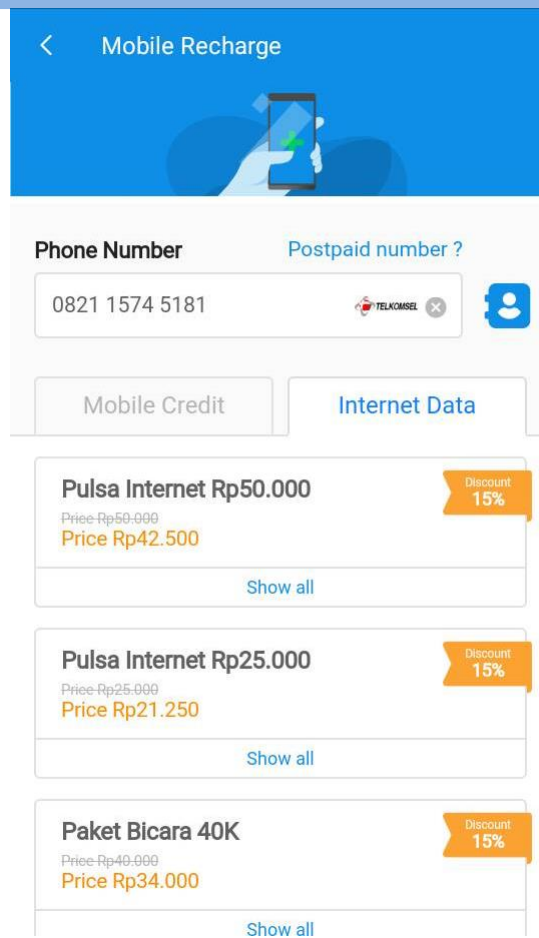 Mobile Recharge
Phone Number
Postpaid number ?
0821 1574 5181
TELKOMSEL
Mobile Credit
Internet Data
Pulsa Internet Rp50.000
Discount
15%
Price Rp50.000
Price Rp42.500
Show all
Pulsa Internet Rp25.000
Discount
15%
Price Rp25.000
Price Rp21.250
Show all
Paket Bicara 40K
Discount
15%
Price Rp40.000
Price Rp34.000
Show all